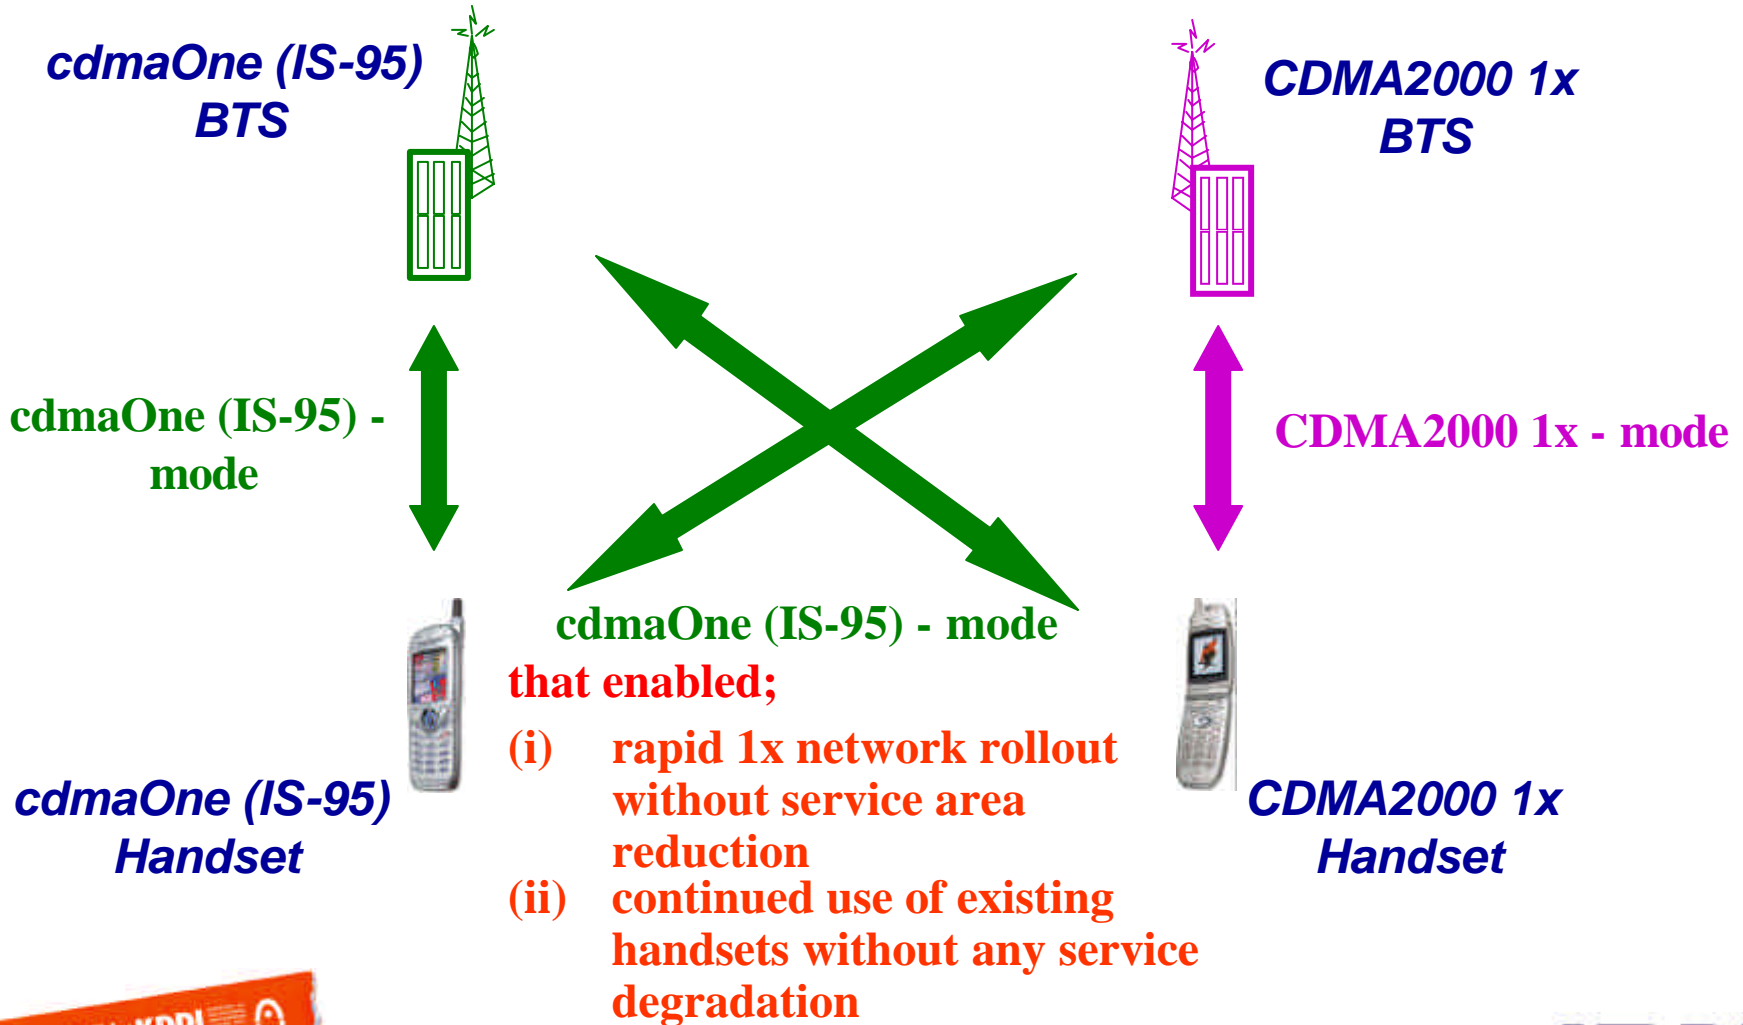 cdmaOne (IS-95)
BTS
CDMA2000 1x
BTS
cdmaOne (IS-95) -
mode
CDMA2000 1x - mode
cdmaOne (IS-95) - mode
that enabled;
(i) rapid 1x network rollout
without service area
reduction
(ii) continued use of existing
handsets without any service
degradation
cdmaOne (IS-95)
Handset
CDMA2000 1x
Handset
KDDI